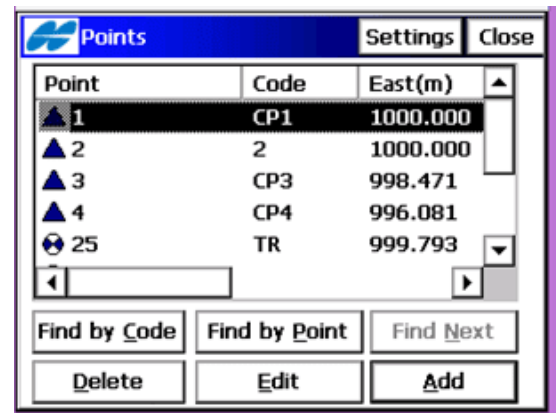 Points Settings Close
Point Code East(m)
1 CP1 1000.000
2 2 1000.000
3 CP3 998.471
4 CP4 996.081
25 TR 999.793
Find by Code Find by Point Find Next
Delete Edit Add